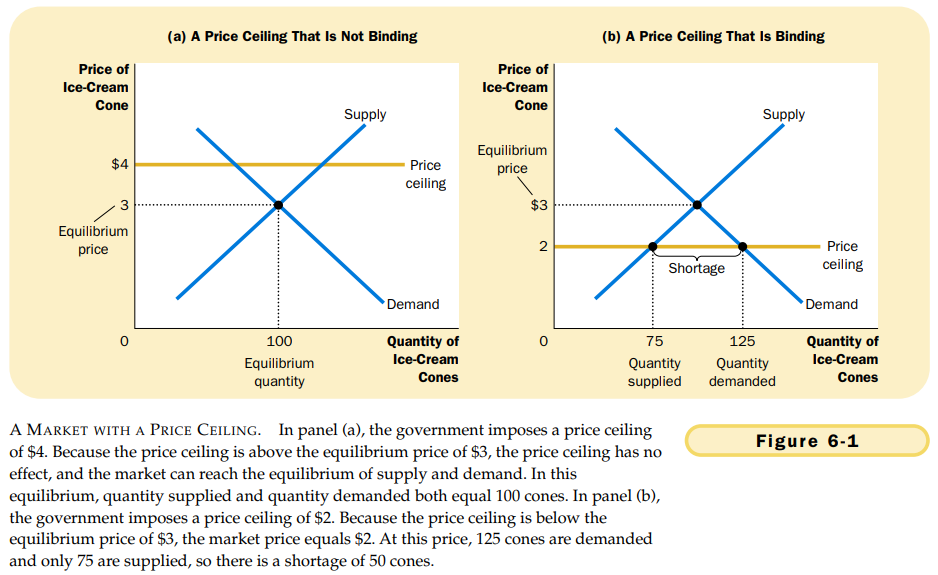 (a) A Price Ceiling That Is Not Binding
Price of
Ice-Cream
Cone
Supply
$4
Price
ceiling
3
Equilibrium
price
Demand
0
100
Equilibrium
quantity
Quantity of
Ice-Cream
Cones
(b) A Price Ceiling That Is Binding
Price of
Ice-Cream
Cone
Supply
Equilibrium
price
$3
2
Price
ceiling
Shortage
Demand
0
75
Quantity
supplied
125
Quantity
demanded
Quantity of
Ice-Cream
Cones
A MARKET WITH A PRICE CEILING. In panel (a), the government imposes a price ceiling
of $4. Because the price ceiling is above the equilibrium price of $3, the price ceiling has no
effect, and the market can reach the equilibrium of supply and demand. In this
equilibrium, quantity supplied and quantity demanded both equal 100 cones. In panel (b),
the government imposes a price ceiling of $2. Because the price ceiling is below the
equilibrium price of $3, the market price equals $2. At this price, 125 cones are demanded
and only 75 are supplied, so there is a shortage of 50 cones.
Figure 6-1